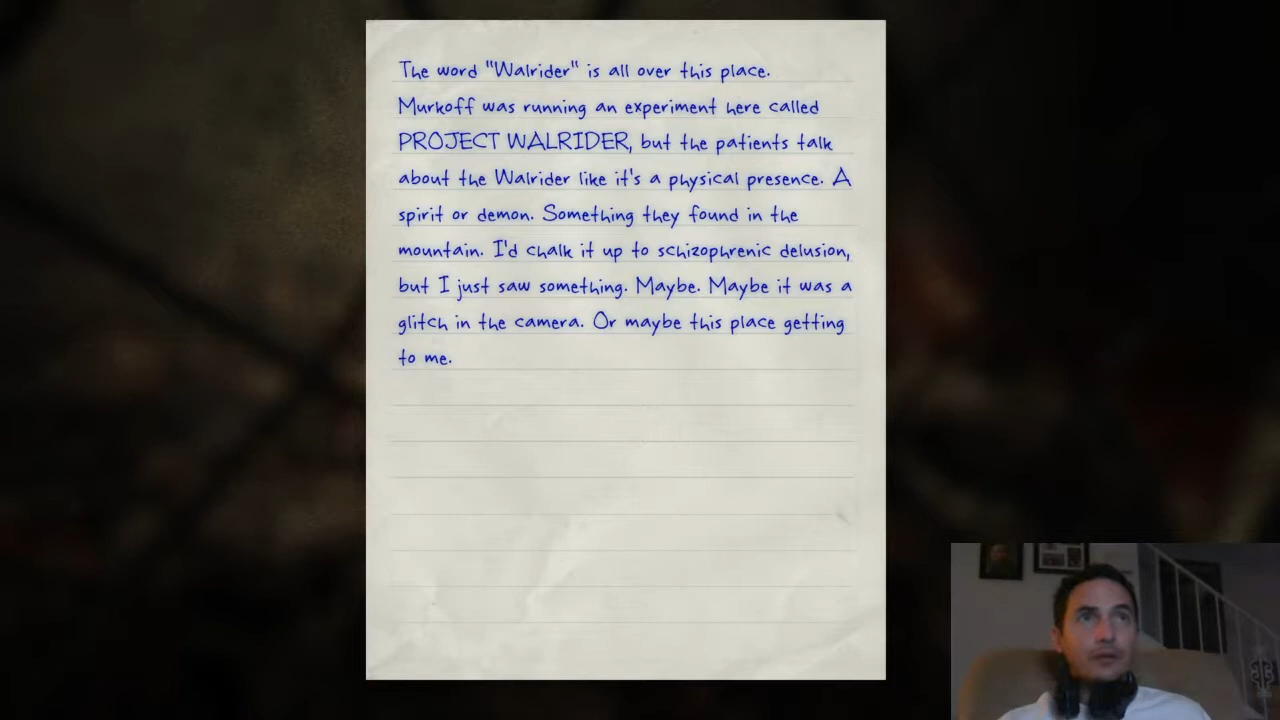 The word "Walrider" is all over this place.
Murkoff was running an experiment here called
PROJECT WALRIDER, but the patients talk
about the Walrider like it's a physical presence. A
spirit or demon. Something they found in the
mountain. I'd chalk it up to schizophrenic delusion,
but I just saw something. Maybe. Maybe it was a
glitch in the camera. Or maybe this place getting
to me.